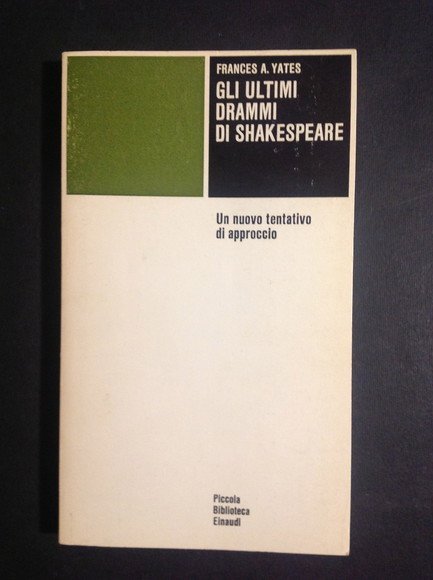 FRANCES A. YATES
GLI ULTIMI
DRAMMI
DI SHAKESPEARE
Un nuovo tentativo
di approccio
Piccola
Biblioteca
Einaudi